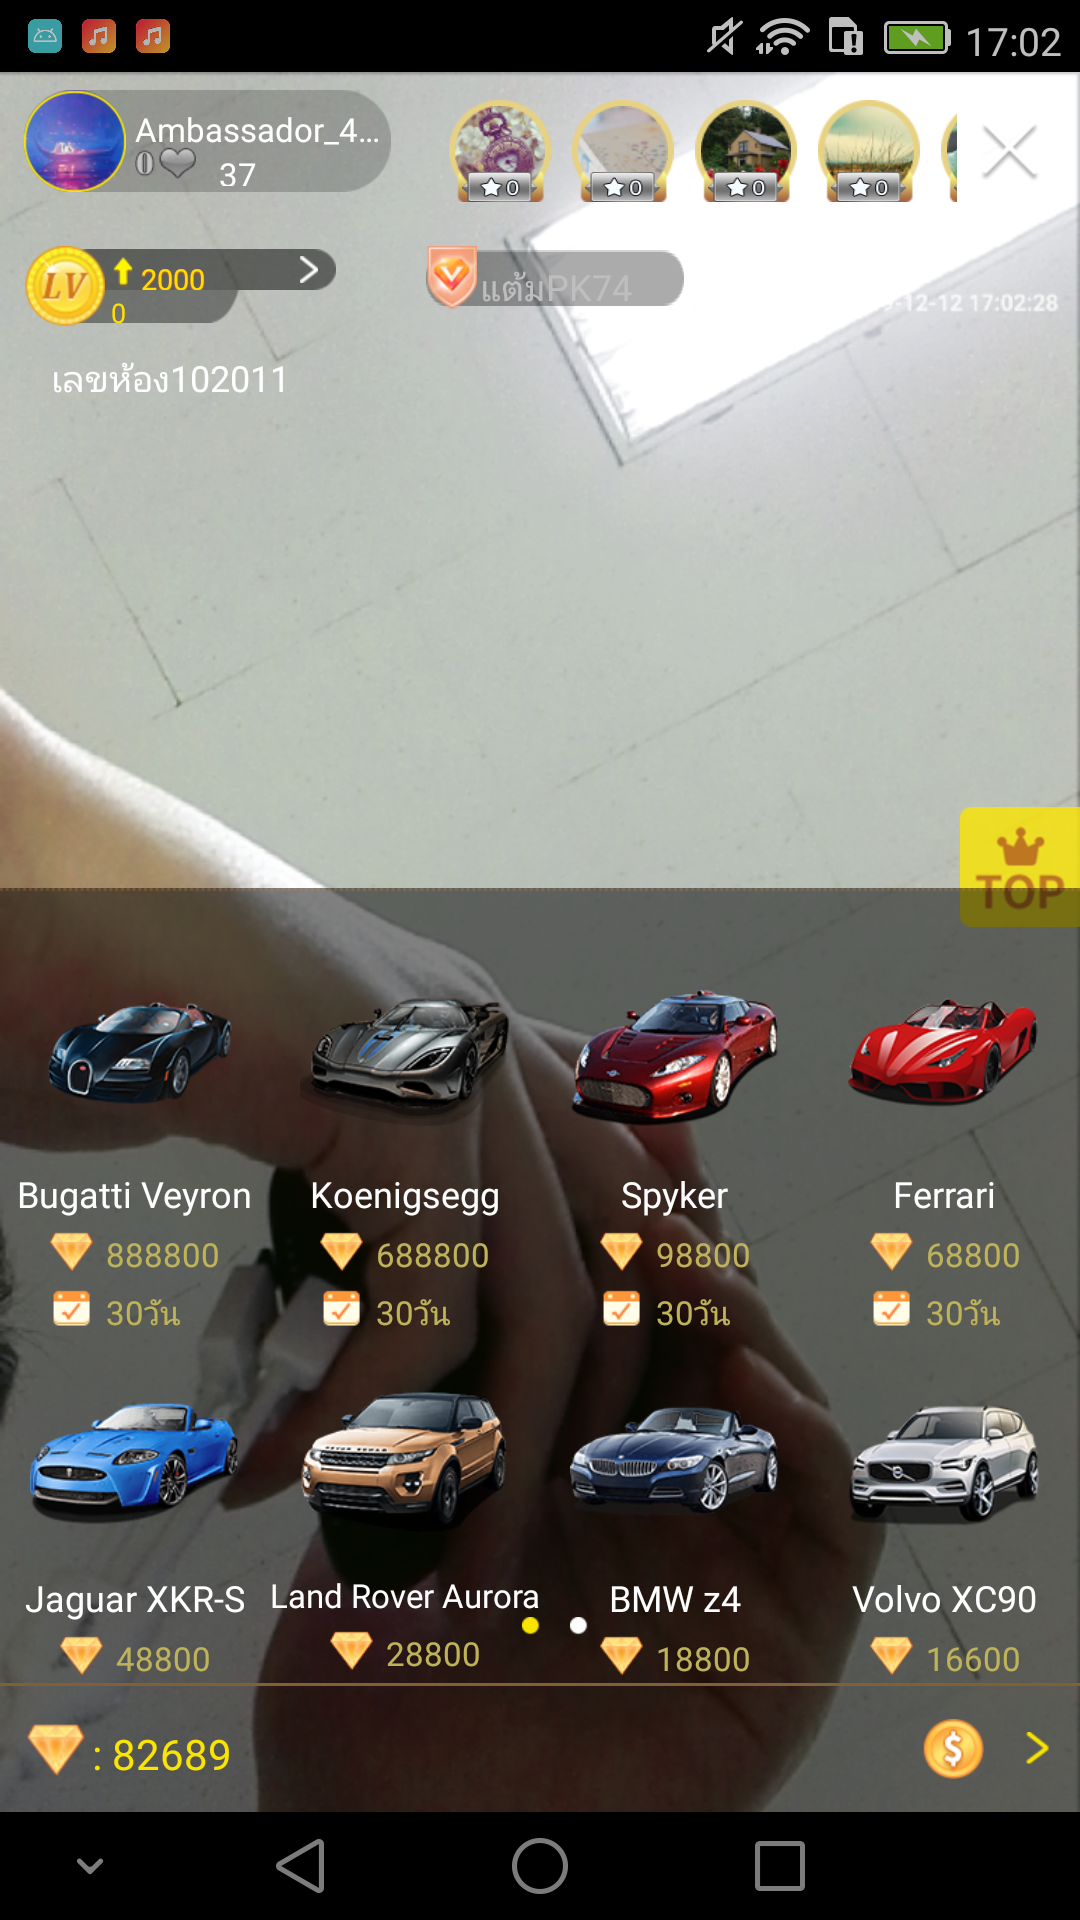 17:02
Ambassador_4...
0
37
0
0
0
0
LV
2000
0
แต้มPK74
-12-12 17:02:28
เลขห้อง102011
TOP
Bugatti Veyron
Koenigsegg
Spyker
Ferrari
888800
688800
98800
68800
30วัน
30วัน
30วัน
30วัน
Jaguar XKR-S
Land Rover Aurora
BMW z4
Volvo XC90
48800
28800
18800
16600
: 82689
$